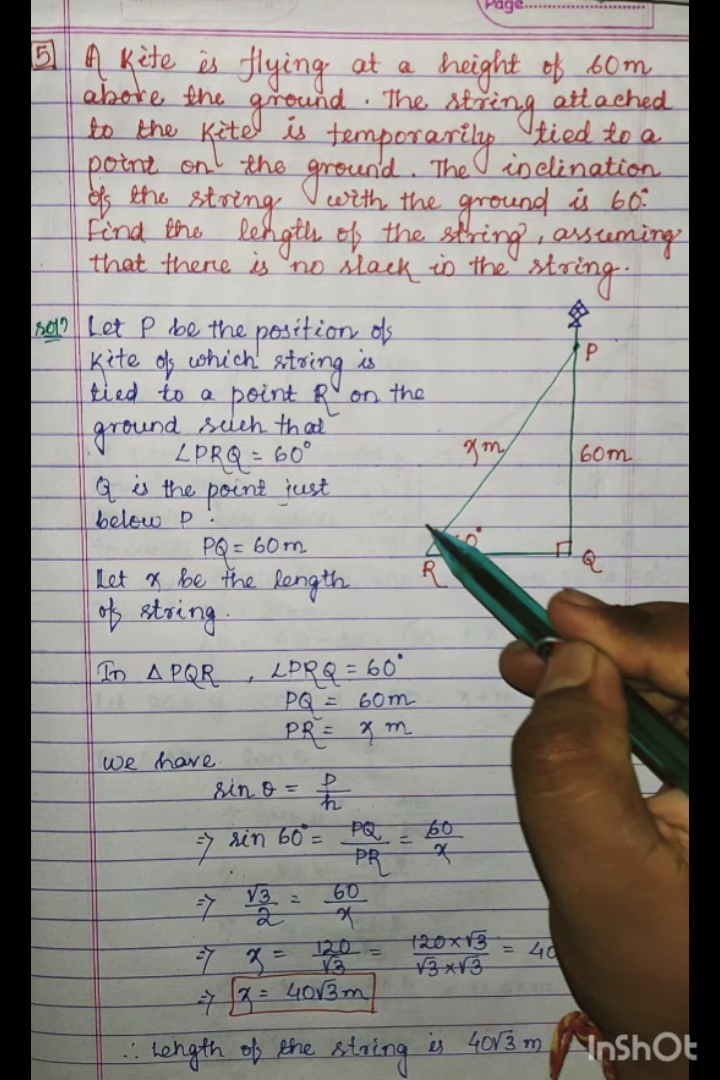 Page
5 A Kite is flying at a height of 60m
above the ground. The string attached
to the kite is temporarily tied to a
point on the ground. The inclination
of the string with the ground is 60°.
Find the length of the string, assuming
that there is no slack in the string.
Solⁿ Let P be the position of
kite of which string is
tied to a point R on the
ground such that
∠PRQ = 60°
Q is the point just
below P.
PQ = 60m
Let x be the length
of string.
P
x m
60m
R
Q
In △PQR, ∠PRQ = 60°
PQ = 60m
PR = x m
we have
sin θ = p/h
⇒ sin 60° = PQ/PR = 60/x
⇒ √3/2 = 60/x
⇒ x = 120/√3 = 120×√3/√3×√3 = 40
⇒ x = 40√3 m
∴ Length of the string is 40√3 m
InShOt